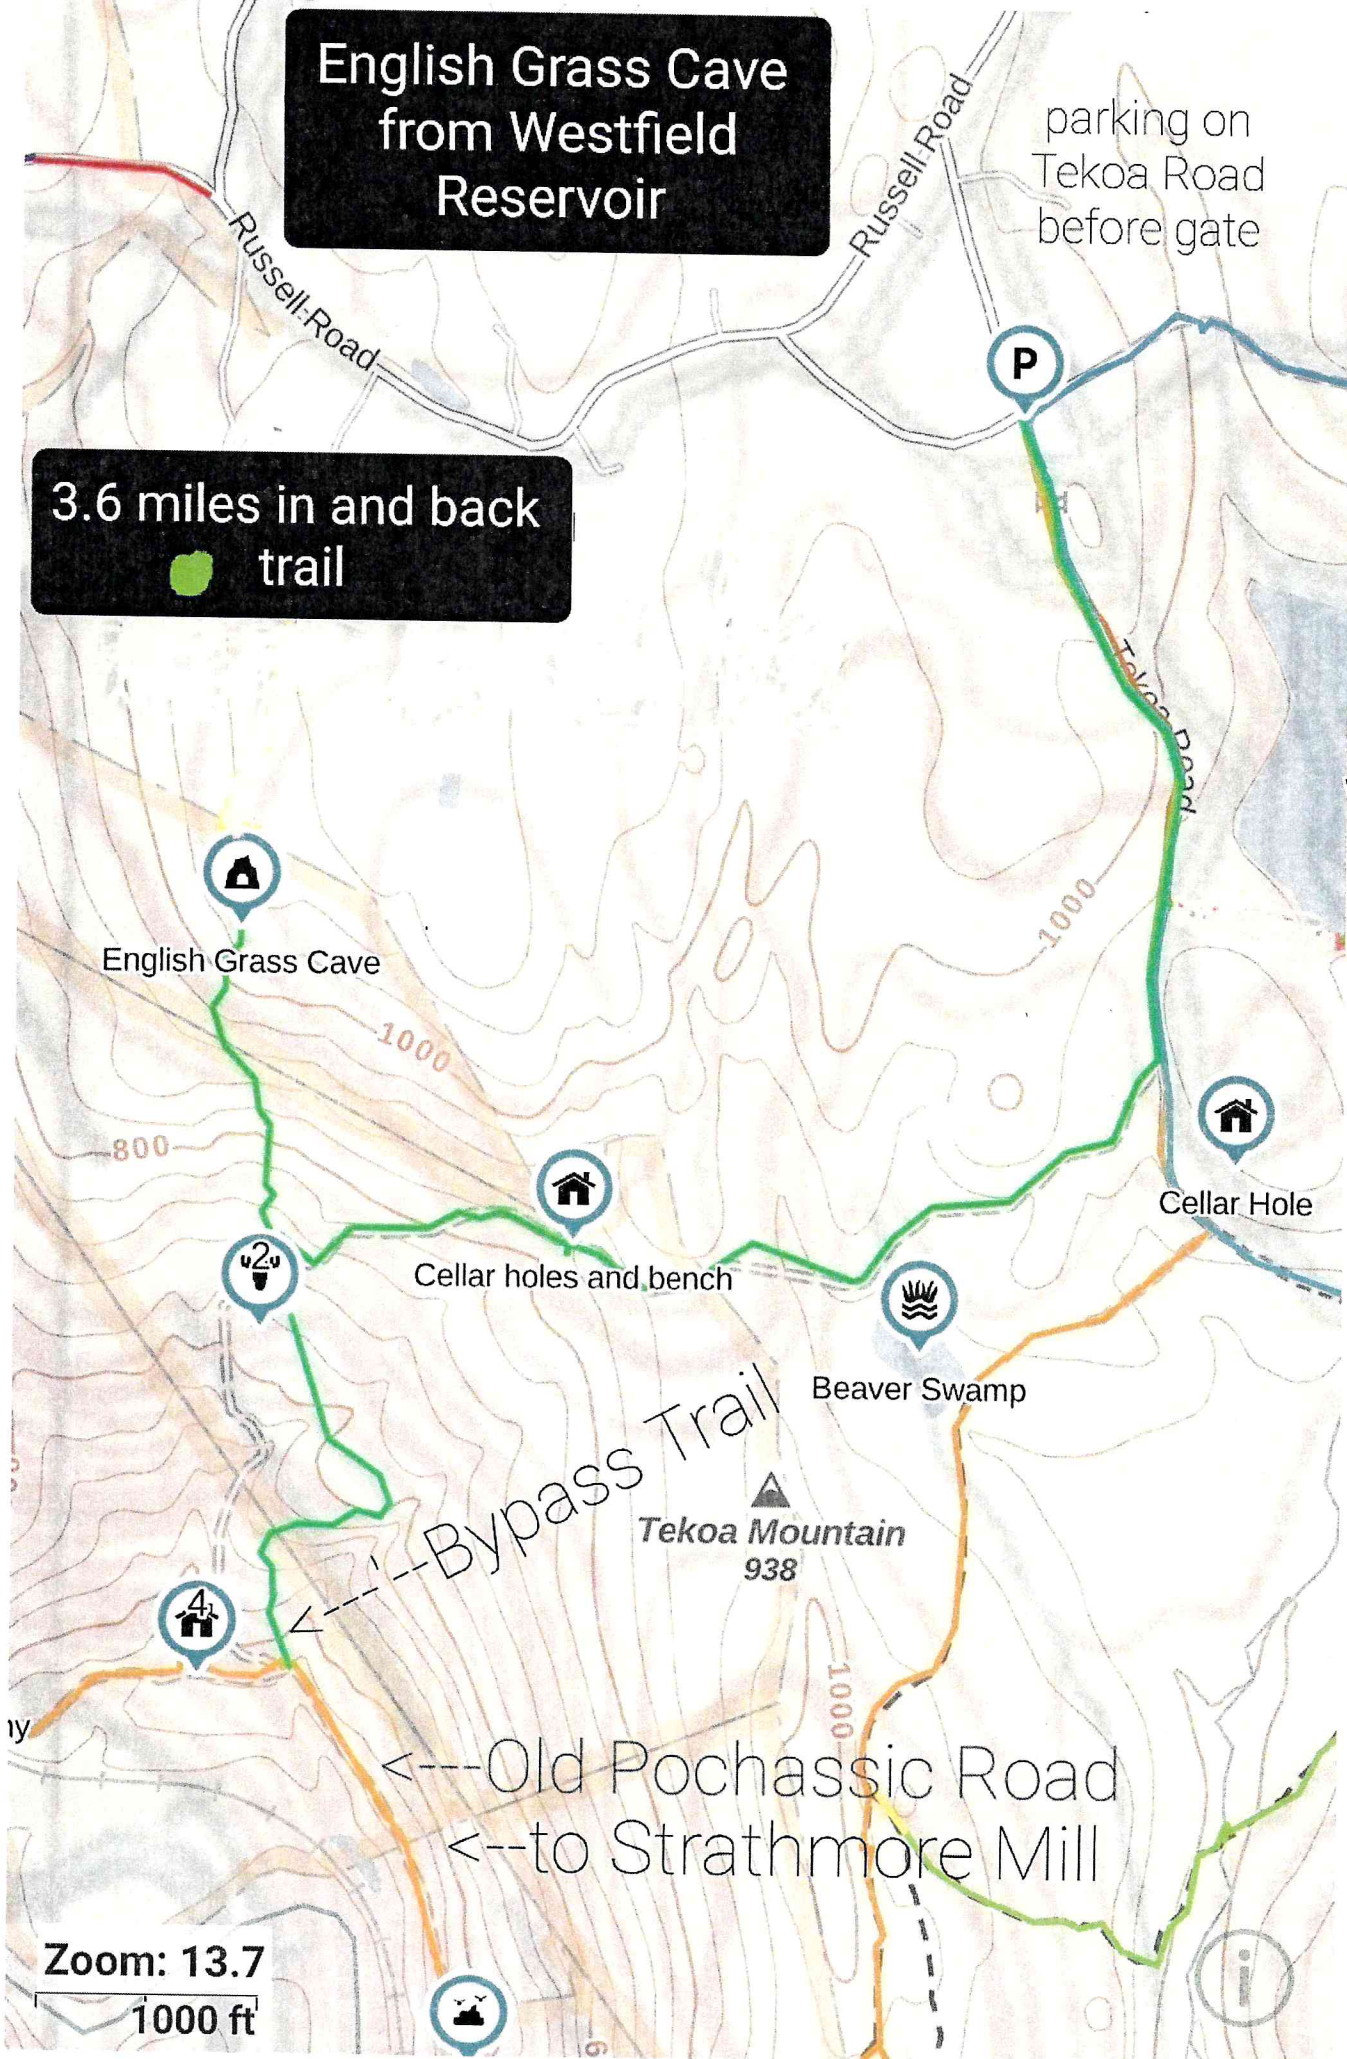 English Grass Cave
from Westfield
Reservoir
parking on
Tekoa Road
before gate
Russell Road
Russell Road
P
3.6 miles in and back
trail
Tekoa Road
1000
English Grass Cave
1000
800
Cellar Hole
2
Cellar holes and bench
Beaver Swamp
<----Bypass Trail
Tekoa Mountain
938
4
1000
ny
<---Old Pochassic Road
<--to Strathmore Mill
Zoom: 13.7
1000 ft
i